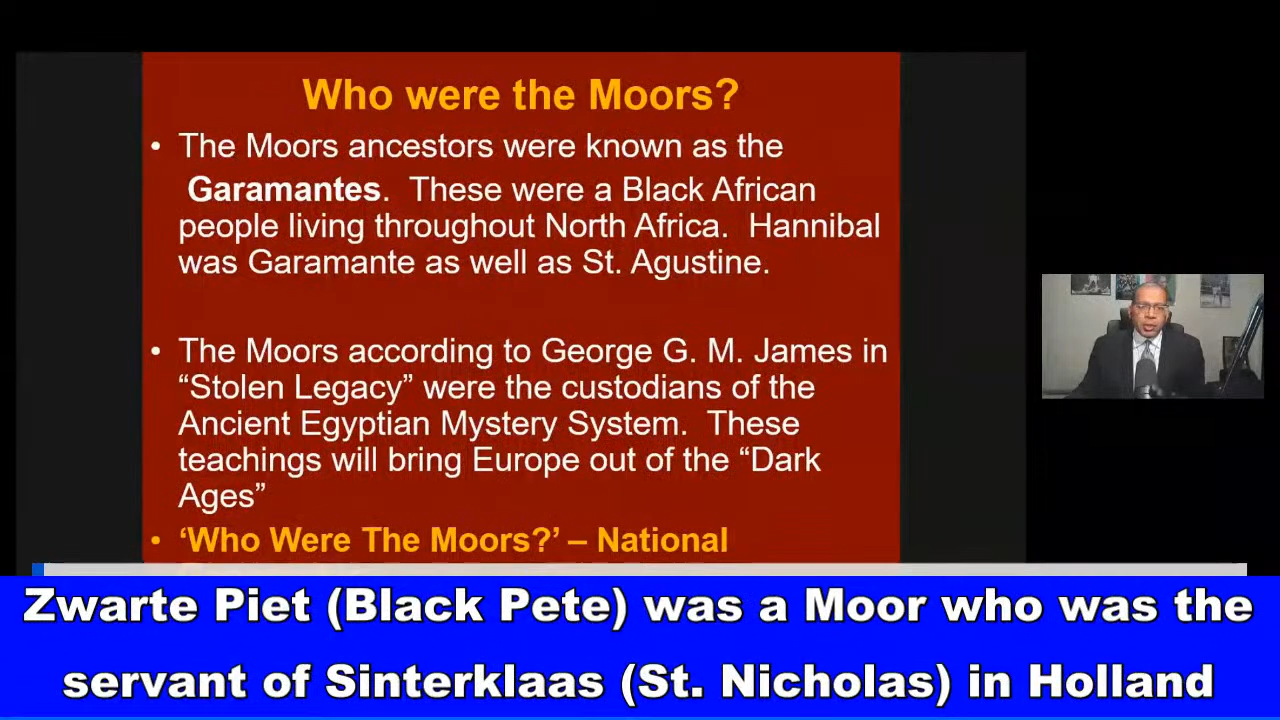 Who were the Moors?
• The Moors ancestors were known as the
Garamantes. These were a Black African
people living throughout North Africa. Hannibal
was Garamante as well as St. Agustine.
• The Moors according to George G. M. James in
“Stolen Legacy” were the custodians of the
Ancient Egyptian Mystery System. These
teachings will bring Europe out of the “Dark
Ages”
• ‘Who Were The Moors?’ – National
Zwarte Piet (Black Pete) was a Moor who was the
servant of Sinterklaas (St. Nicholas) in Holland